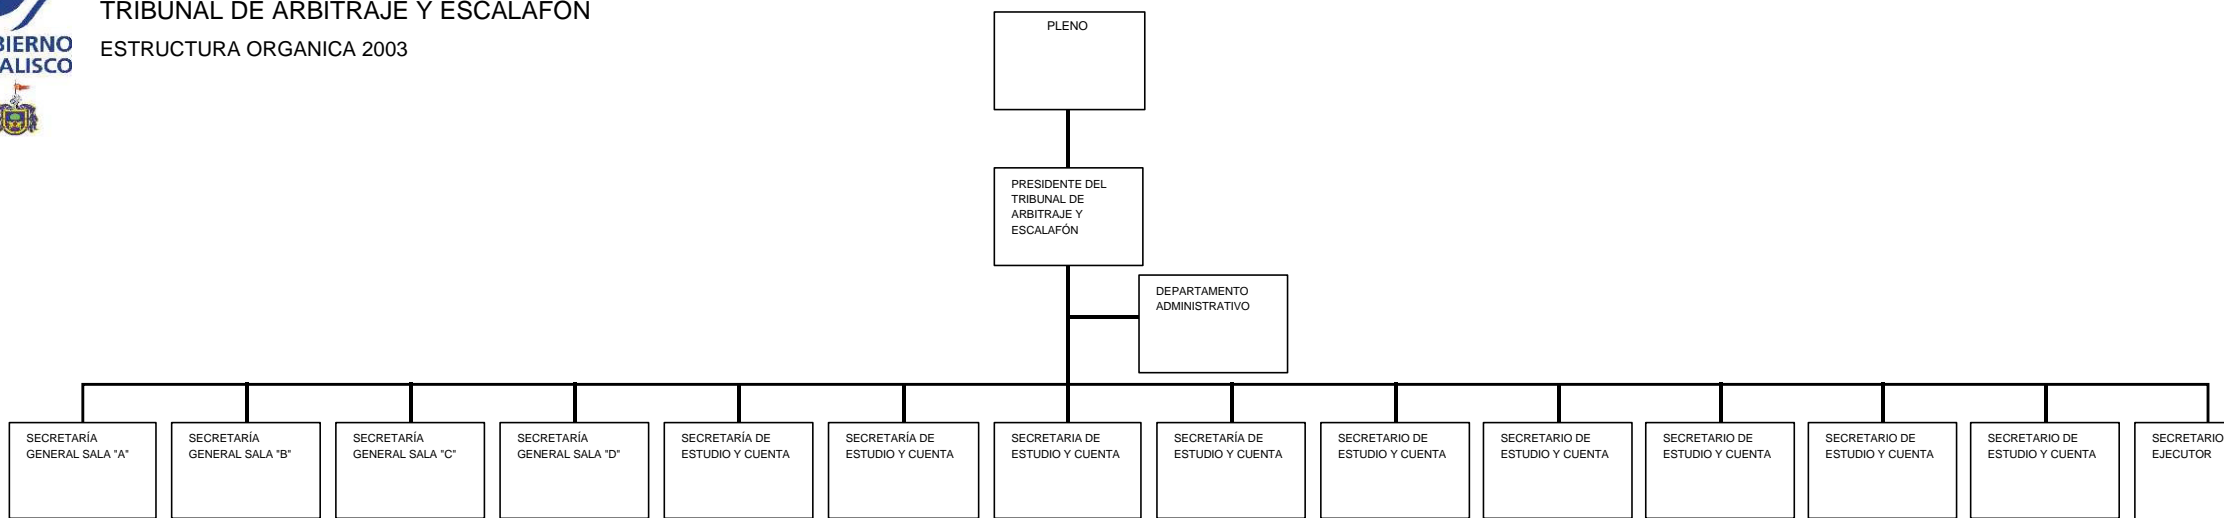 TRIBUNAL DE ARBITRAJE Y ESCALAFON
ESTRUCTURA ORGANICA 2003
PLENO
PRESIDENTE DEL
TRIBUNAL DE
ARBITRAJE Y
ESCALAFÓN
DEPARTAMENTO
ADMINISTRATIVO
SECRETARÍA
GENERAL SALA "A"
SECRETARÍA
GENERAL SALA "B"
SECRETARÍA
GENERAL SALA "C"
SECRETARÍA
GENERAL SALA "D"
SECRETARÍA DE
ESTUDIO Y CUENTA
SECRETARÍA DE
ESTUDIO Y CUENTA
SECRETARIA DE
ESTUDIO Y CUENTA
SECRETARÍA DE
ESTUDIO Y CUENTA
SECRETARIO DE
ESTUDIO Y CUENTA
SECRETARIO DE
ESTUDIO Y CUENTA
SECRETARIO DE
ESTUDIO Y CUENTA
SECRETARIO DE
ESTUDIO Y CUENTA
SECRETARIO DE
ESTUDIO Y CUENTA
SECRETARIO
EJECUTOR